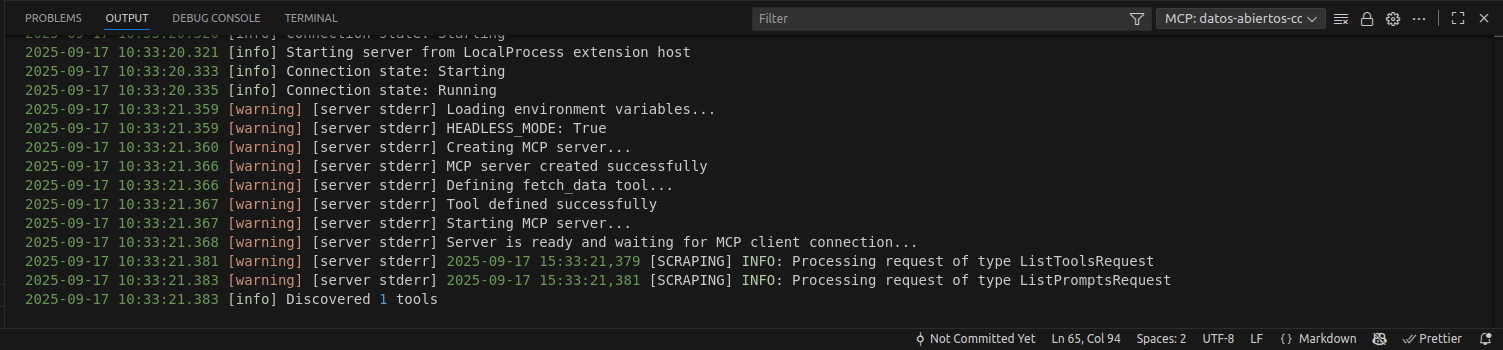 PROBLEMS OUTPUT DEBUG CONSOLE TERMINAL Filter MCP: datos-abiertos-cc
2025-09-17 10:33:20.320 [info] Connection state: Starting
2025-09-17 10:33:20.321 [info] Starting server from LocalProcess extension host
2025-09-17 10:33:20.333 [info] Connection state: Starting
2025-09-17 10:33:20.335 [info] Connection state: Running
2025-09-17 10:33:21.359 [warning] [server stderr] Loading environment variables...
2025-09-17 10:33:21.359 [warning] [server stderr] HEADLESS_MODE: True
2025-09-17 10:33:21.360 [warning] [server stderr] Creating MCP server...
2025-09-17 10:33:21.366 [warning] [server stderr] MCP server created successfully
2025-09-17 10:33:21.366 [warning] [server stderr] Defining fetch_data tool...
2025-09-17 10:33:21.367 [warning] [server stderr] Tool defined successfully
2025-09-17 10:33:21.367 [warning] [server stderr] Starting MCP server...
2025-09-17 10:33:21.368 [warning] [server stderr] Server is ready and waiting for MCP client connection...
2025-09-17 10:33:21.381 [warning] [server stderr] 2025-09-17 15:33:21,379 [SCRAPING] INFO: Processing request of type ListToolsRequest
2025-09-17 10:33:21.383 [warning] [server stderr] 2025-09-17 15:33:21,381 [SCRAPING] INFO: Processing request of type ListPromptsRequest
2025-09-17 10:33:21.383 [info] Discovered 1 tools
Not Committed Yet Ln 65, Col 94 Spaces: 2 UTF-8 LF {} Markdown Prettier